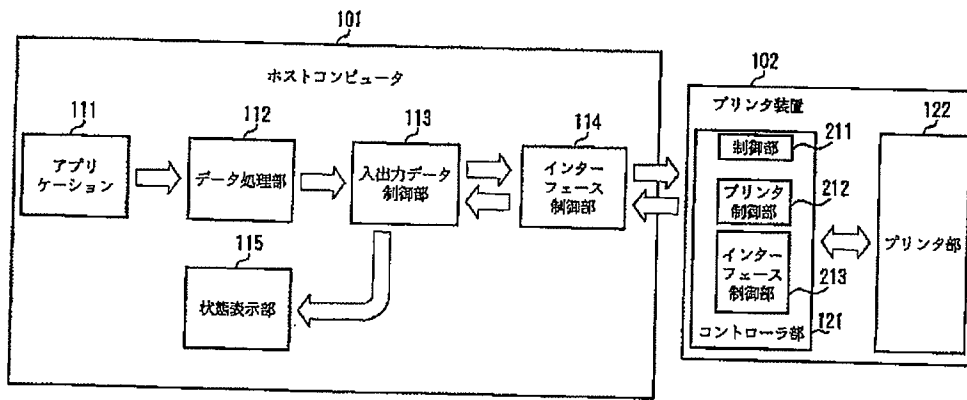 101
ホストコンピュータ
111
アプリ
ケーション
112
データ処理部
113
入出力データ
制御部
114
インター
フェース
制御部
115
状態表示部
102
プリンタ装置
122
制御部
211
プリンタ
制御部
212
インター
フェース
制御部
213
コントローラ部
121
プリンタ部